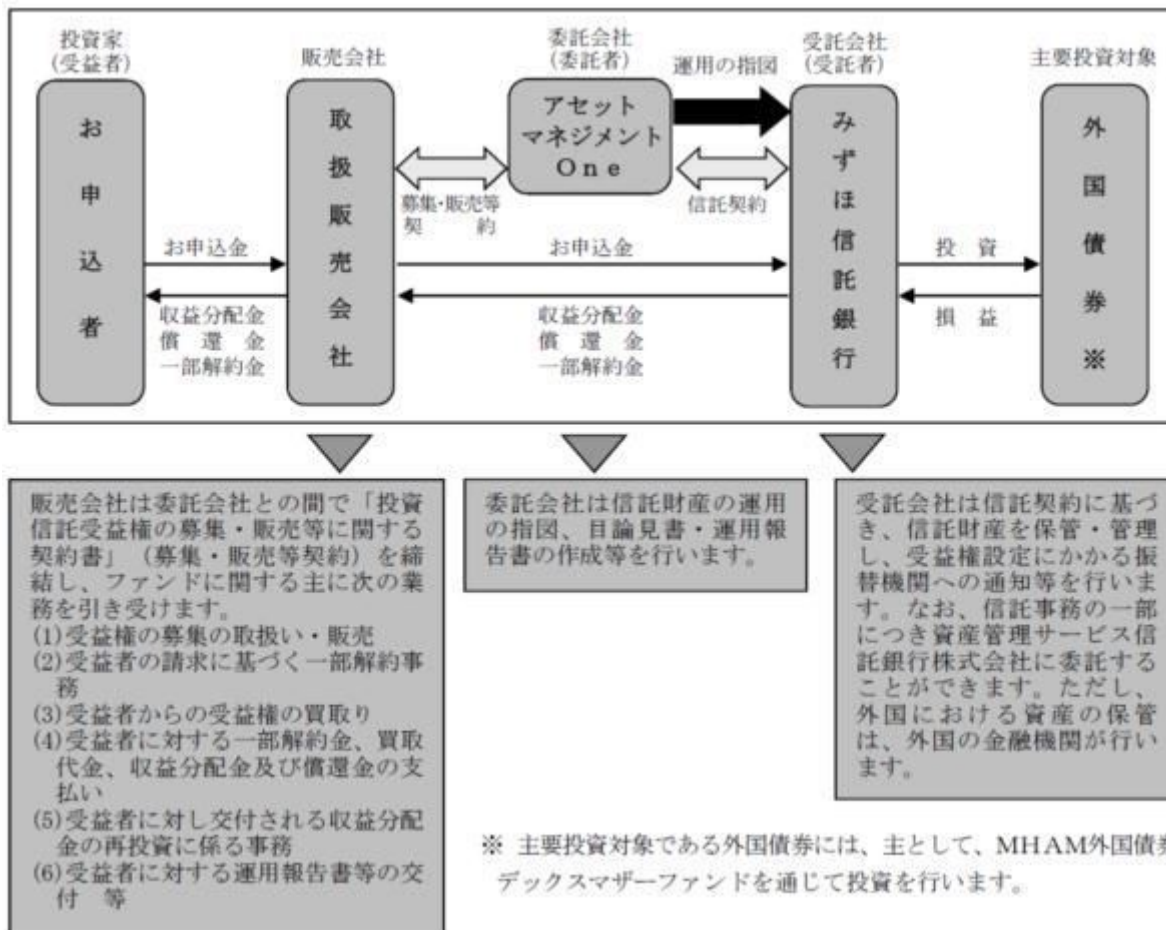 投資家
(受益者)
販売会社
委託会社
(委託者)
運用の指図
受託会社
(受託者)
主要投資対象
お申込者
取扱販売会社
アセット
マネジメント
Ｏｎｅ
みずほ信託銀行
外国債券※
募集･販売等
契　約
信託契約
お申込金
お申込金
投　資
収益分配金
償　還　金
一部解約金
収益分配金
償　還　金
一部解約金
損　益
販売会社は委託会社との間で「投資
信託受益権の募集・販売等に関する
契約書」（募集・販売等契約）を締
結し、ファンドに関する主に次の業
務を引き受けます。
(1)受益権の募集の取扱い・販売
(2)受益者の請求に基づく一部解約事
務
(3)受益者からの受益権の買取り
(4)受益者に対する一部解約金、買取
代金、収益分配金及び償還金の支
払い
(5)受益者に対し交付される収益分配
金の再投資に係る事務
(6)受益者に対する運用報告書等の交
付　等
委託会社は信託財産の運用
の指図、目論見書・運用報
告書の作成等を行います。
受託会社は信託契約に基づ
き、信託財産を保管・管理
し、受益権設定にかかる振
替機関への通知等を行いま
す。なお、信託事務の一部
につき資産管理サービス信
託銀行株式会社に委託する
ことができます。ただし、
外国における資産の保管
は、外国の金融機関が行い
ます。
※ 主要投資対象である外国債券には、主として、MHAM外国債券
デックスマザーファンドを通じて投資を行います。